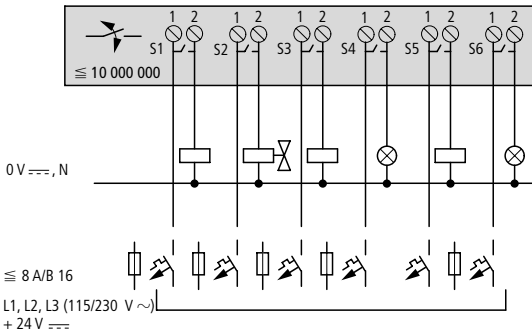 1 2 1 2 1 2 1 2 1 2 1 2
S1 S2 S3 S4 S5 S6
≦ 10 000 000
0 V ⎓, N
≦ 8 A/B 16
L1, L2, L3 (115/230 V ～)
+ 24 V ⎓